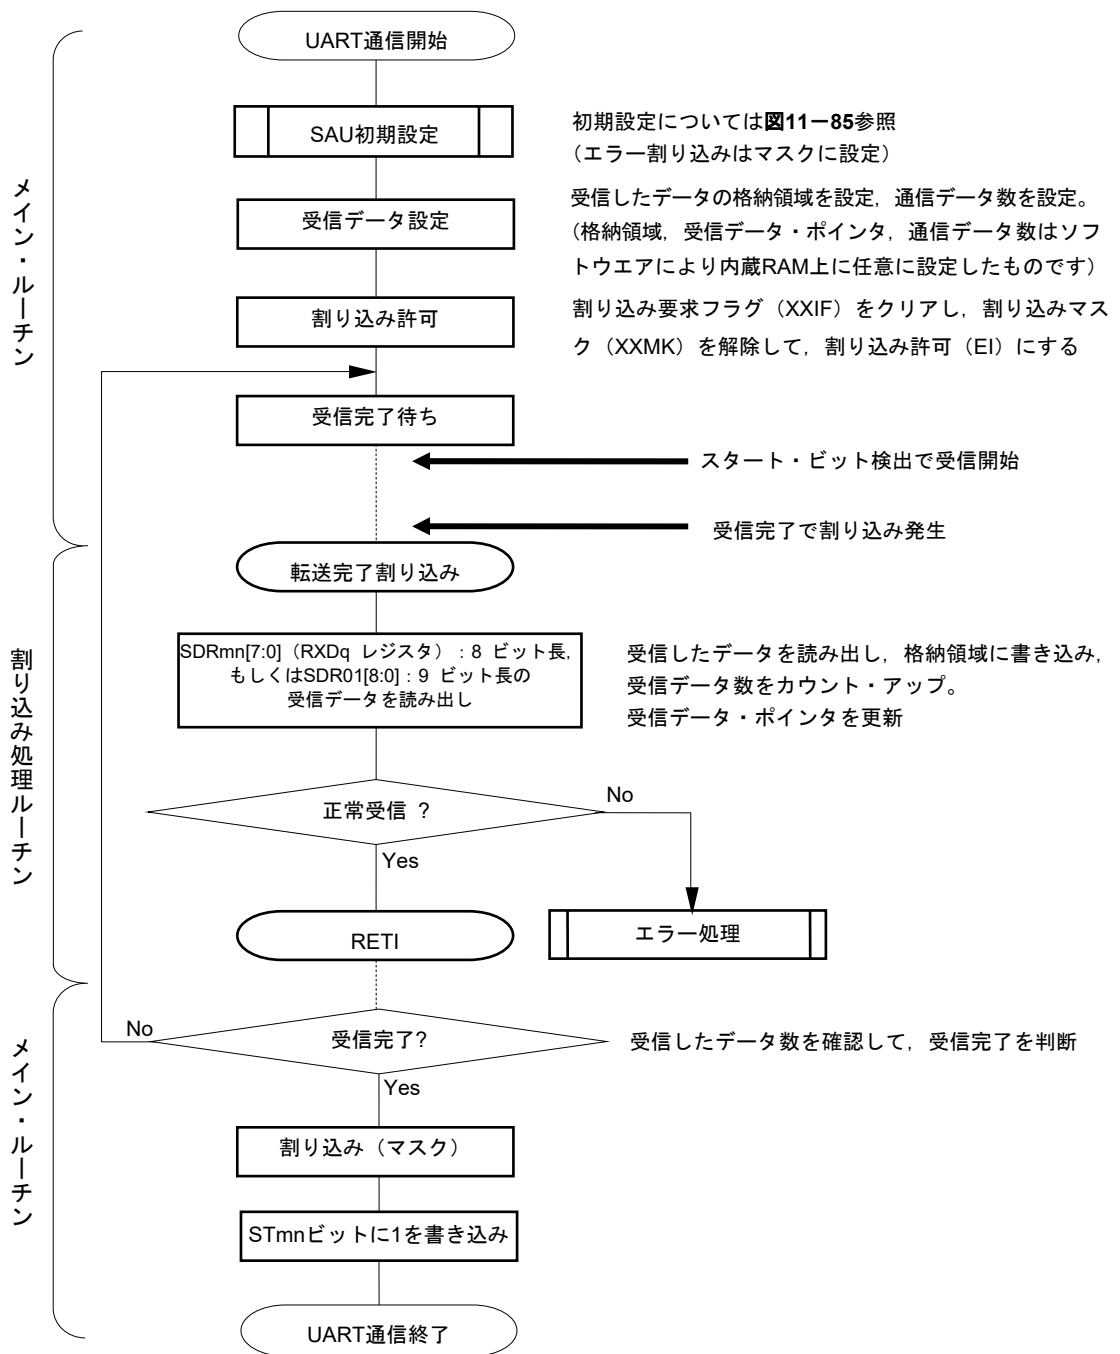 UART通信開始
SAU初期設定
初期設定については図11－85参照
（エラー割り込みはマスクに設定）
メイン・ルーチン
受信データ設定
受信したデータの格納領域を設定，通信データ数を設定。
（格納領域，受信データ・ポインタ，通信データ数はソフ
トウエアにより内蔵RAM上に任意に設定したものです）
割り込み許可
割り込み要求フラグ（XXIF）をクリアし，割り込みマス
ク（XXMK）を解除して，割り込み許可（EI）にする
受信完了待ち
スタート・ビット検出で受信開始
受信完了で割り込み発生
転送完了割り込み
割り込み処理ルーチン
SDRmn[7:0]（RXDq レジスタ）：8 ビット長,
もしくはSDR01[8:0]：9 ビット長の
受信データを読み出し
受信したデータを読み出し，格納領域に書き込み，
受信データ数をカウント・アップ。
受信データ・ポインタを更新
正常受信 ？
No
Yes
RETI
エラー処理
No
受信完了?
受信したデータ数を確認して，受信完了を判断
Yes
メイン・ルーチン
割り込み（マスク）
STmnビットに1を書き込み
UART通信終了